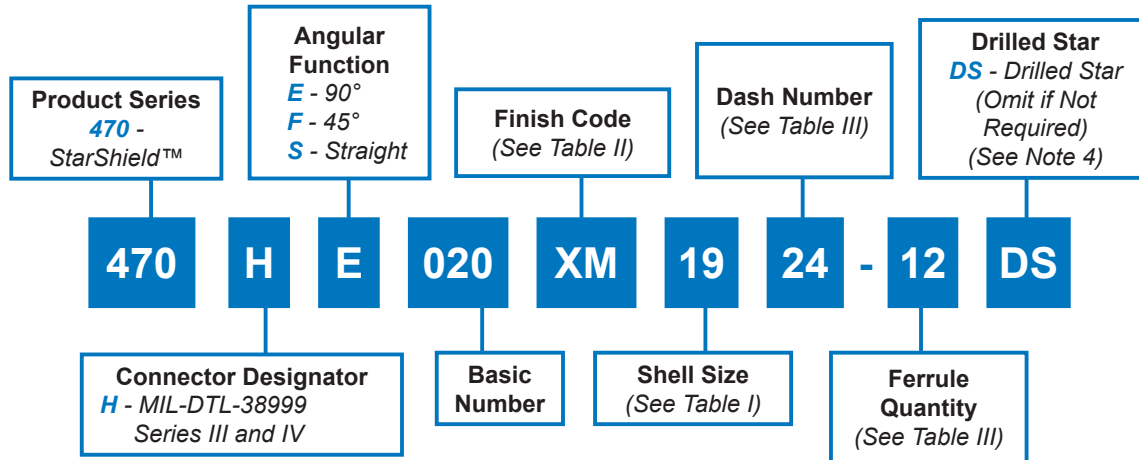 Product Series
470 -
StarShield™
Angular
Function
E - 90°
F - 45°
S - Straight
Finish Code
(See Table II)
Dash Number
(See Table III)
Drilled Star
DS - Drilled Star
(Omit if Not
Required)
(See Note 4)
470 H E 020 XM 19 24 - 12 DS
Connector Designator
H - MIL-DTL-38999
Series III and IV
Basic
Number
Shell Size
(See Table I)
Ferrule
Quantity
(See Table III)